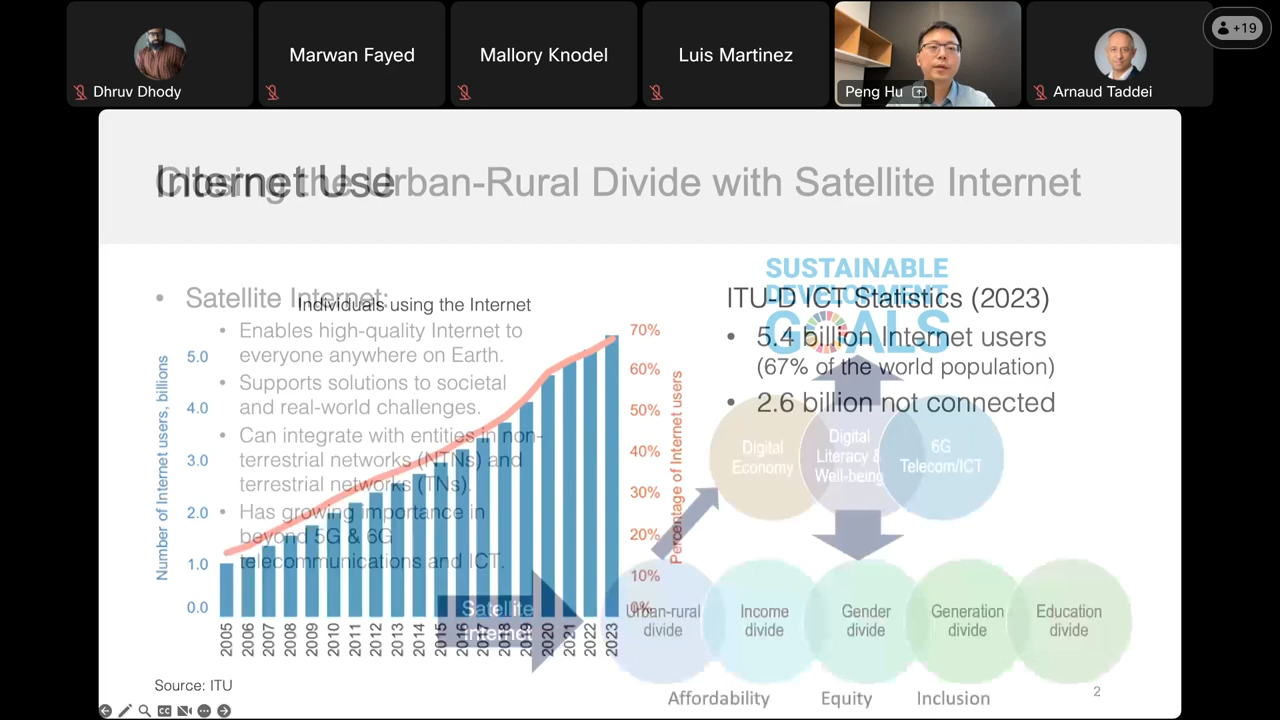 Dhruv Dhody
Marwan Fayed
Mallory Knodel
Luis Martinez
Peng Hu
Arnaud Taddei
+19
Internet Use
Closing the Urban-Rural Divide with Satellite Internet
• Satellite Internet:
• Enables high-quality Internet to
everyone anywhere on Earth.
• Supports solutions to societal
and real-world challenges.
• Can integrate with entities in non-
terrestrial networks (NTNs) and
terrestrial networks (TNs).
• Has growing importance in
beyond 5G & 6G
telecommunications and ICT.
Individuals using the Internet
Number of Internet users, billions
5.0
4.0
3.0
2.0
1.0
0.0
70%
60%
50%
40%
30%
20%
10%
0%
Percentage of Internet users
2005
2006
2007
2008
2009
2010
2011
2012
2013
2014
2015
2016
2017
2018
2019
2020
2021
2022
2023
Source: ITU
SUSTAINABLE
DEVELOPMENT
GOALS
ITU-D ICT Statistics (2023)
• 5.4 billion Internet users
(67% of the world population)
• 2.6 billion not connected
Digital
Economy
Digital
Literacy &
Well-being
6G
Telecom/ICT
Satellite
Internet
Urban-rural
divide
Income
divide
Gender
divide
Generation
divide
Education
divide
Affordability
Equity
Inclusion
2